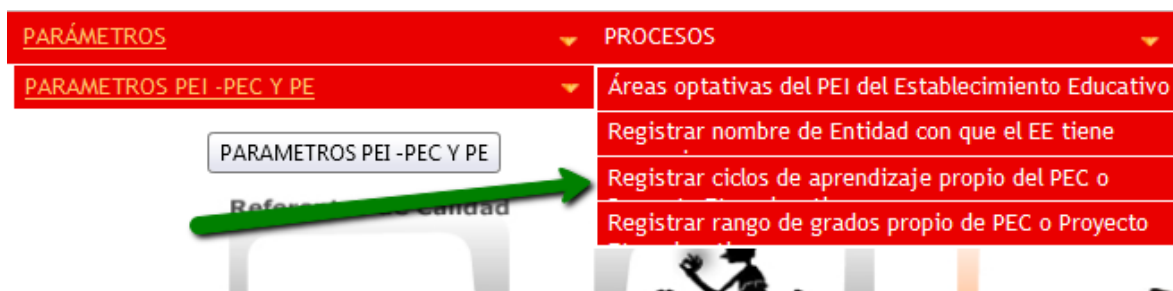 PARÁMETROS
PROCESOS
PARAMETROS PEI -PEC Y PE
Áreas optativas del PEI del Establecimiento Educativo
Registrar nombre de Entidad con que el EE tiene
PARAMETROS PEI -PEC Y PE
Registrar ciclos de aprendizaje propio del PEC o
Calidad
Registrar rango de grados propio de PEC o Proyecto